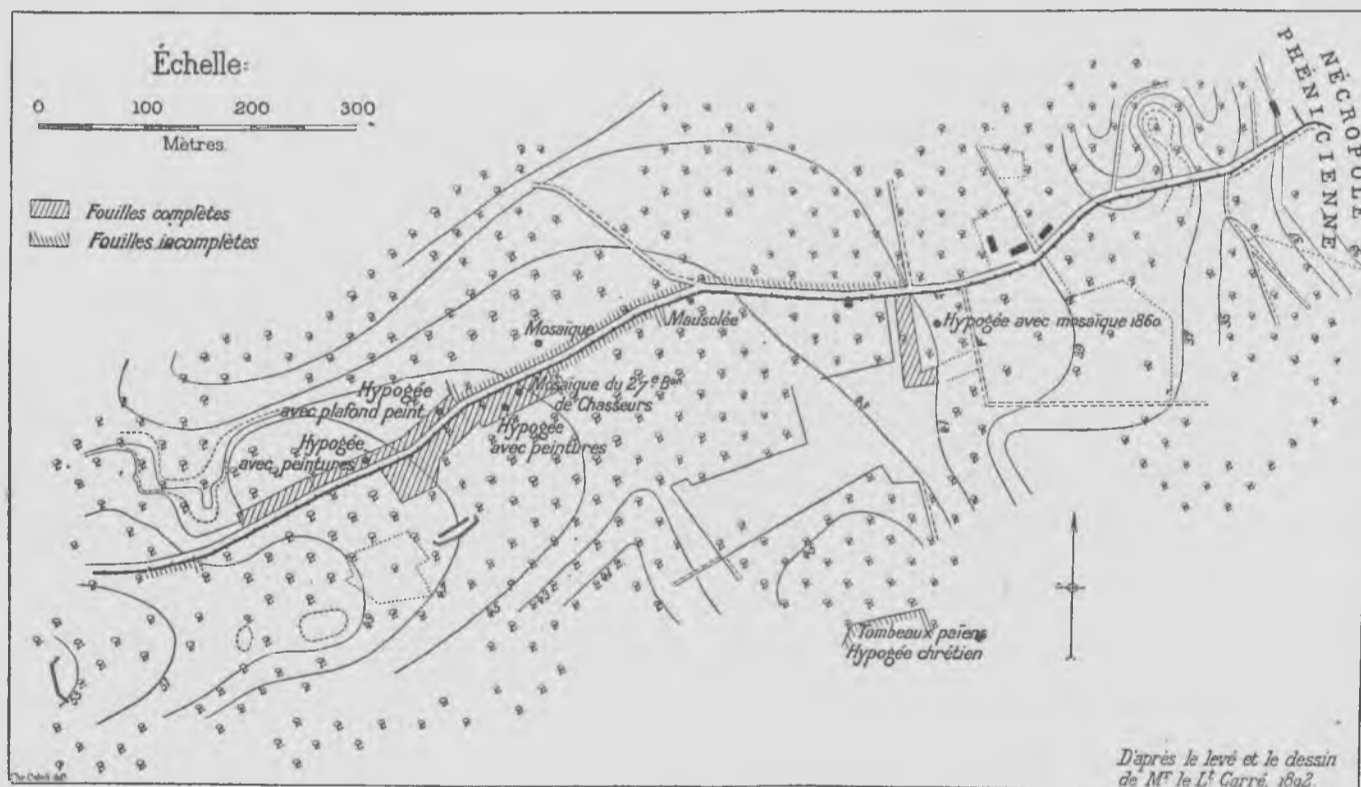 Échelle:
0 100 200 300
Mètres.
Fouilles complètes
Fouilles incomplètes
NÉCROPOLE
PHÉNICIENNE
Mosaïque
Mausolée
Hypogée avec mosaïque 1860
Hypogée
avec plafond peint
Mosaïque du 27e Bon
de Chasseurs
Hypogée
avec peintures
Hypogée
avec peintures
Tombeaux païens
Hypogée chrétien
D'après le levé et le dessin
de Mr le Lt Carré, 1892.